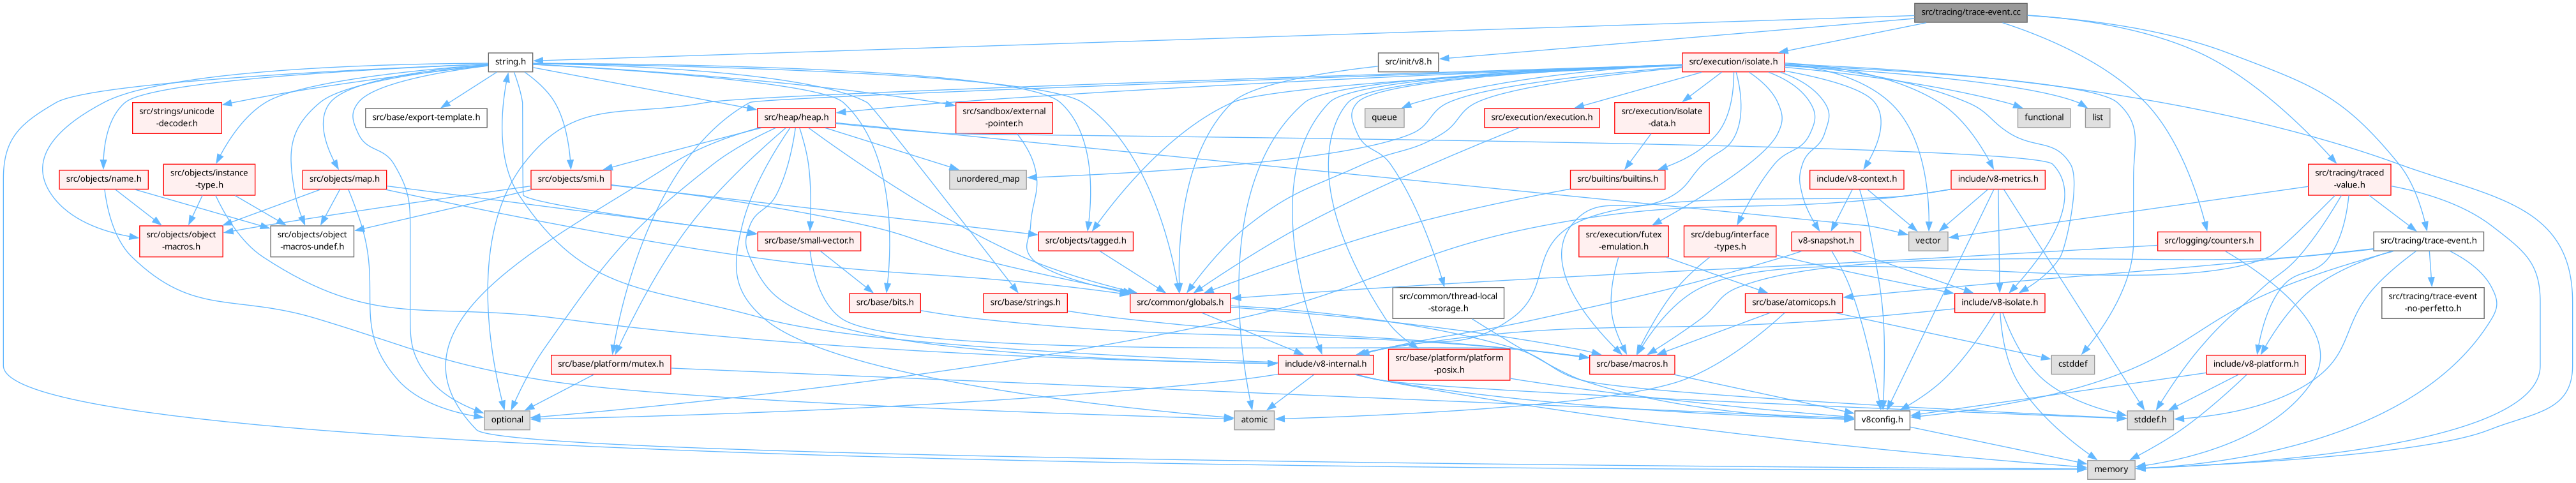 src/tracing/trace-event.cc
string.h
src/init/v8.h
src/execution/isolate.h
src/strings/unicode
-decoder.h
src/base/export-template.h
src/heap/heap.h
src/sandbox/external
-pointer.h
queue
src/execution/execution.h
src/execution/isolate
-data.h
functional
list
src/objects/name.h
src/objects/instance
-type.h
src/objects/map.h
src/objects/smi.h
unordered_map
src/builtins/builtins.h
include/v8-context.h
include/v8-metrics.h
src/tracing/traced
-value.h
src/objects/object
-macros.h
src/objects/object
-macros-undef.h
src/base/small-vector.h
src/objects/tagged.h
src/execution/futex
-emulation.h
src/debug/interface
-types.h
v8-snapshot.h
vector
src/logging/counters.h
src/tracing/trace-event.h
src/base/bits.h
src/base/strings.h
src/common/globals.h
src/common/thread-local
-storage.h
src/base/atomicops.h
include/v8-isolate.h
src/tracing/trace-event
-no-perfetto.h
src/base/platform/mutex.h
include/v8-internal.h
src/base/platform/platform
-posix.h
src/base/macros.h
cstddef
include/v8-platform.h
optional
atomic
v8config.h
stddef.h
memory